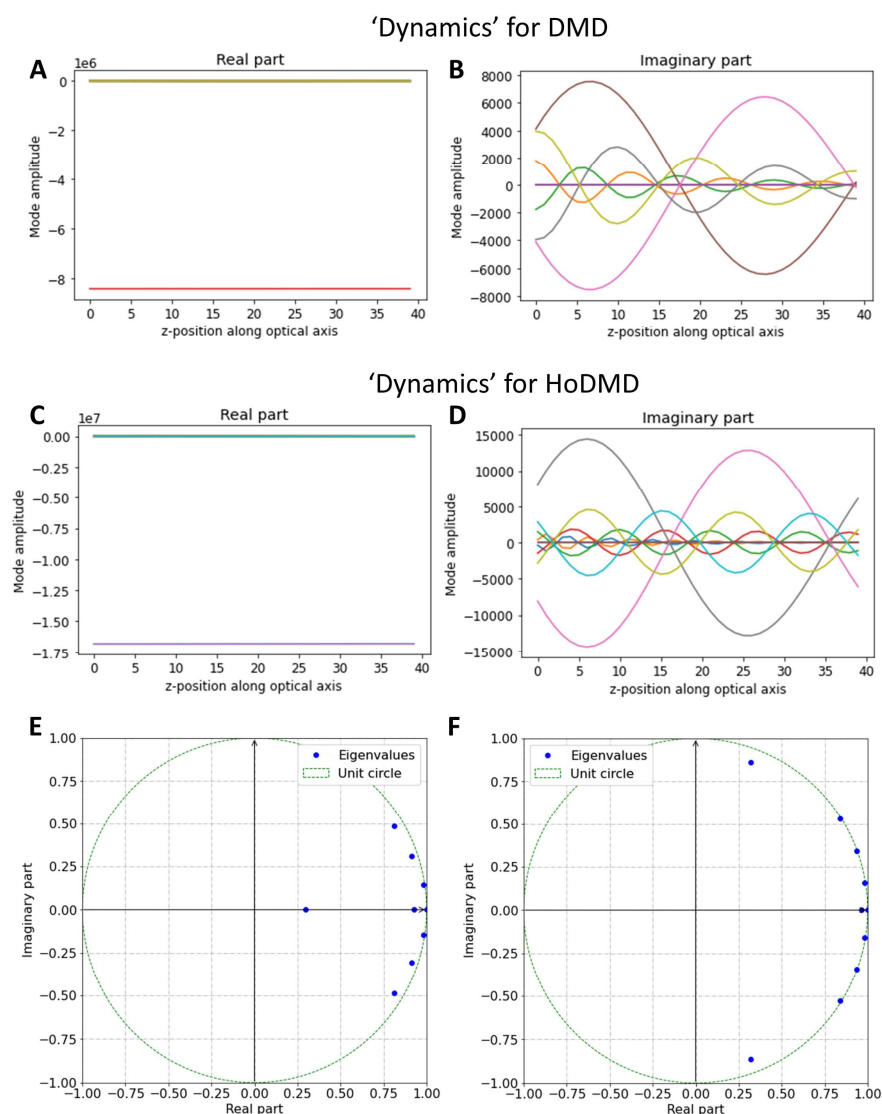 ‘Dynamics’ for DMD
A
Real part
1e6
0
−2
−4
−6
−8
Mode amplitude
0 5 10 15 20 25 30 35 40
z-position along optical axis
B
Imaginary part
8000
6000
4000
2000
0
−2000
−4000
−6000
−8000
Mode amplitude
0 5 10 15 20 25 30 35 40
z-position along optical axis
‘Dynamics’ for HoDMD
C
Real part
1e7
0.00
−0.25
−0.50
−0.75
−1.00
−1.25
−1.50
−1.75
Mode amplitude
0 5 10 15 20 25 30 35 40
z-position along optical axis
D
Imaginary part
15000
10000
5000
0
−5000
−10000
−15000
Mode amplitude
0 5 10 15 20 25 30 35 40
z-position along optical axis
E
1.00
0.75
0.50
0.25
0.00
−0.25
−0.50
−0.75
−1.00
Imaginary part
Eigenvalues
Unit circle
−1.00 −0.75 −0.50 −0.25 0.00 0.25 0.50 0.75 1.00
Real part
F
1.00
0.75
0.50
0.25
0.00
−0.25
−0.50
−0.75
−1.00
Imaginary part
Eigenvalues
Unit circle
−1.00 −0.75 −0.50 −0.25 0.00 0.25 0.50 0.75 1.00
Real part